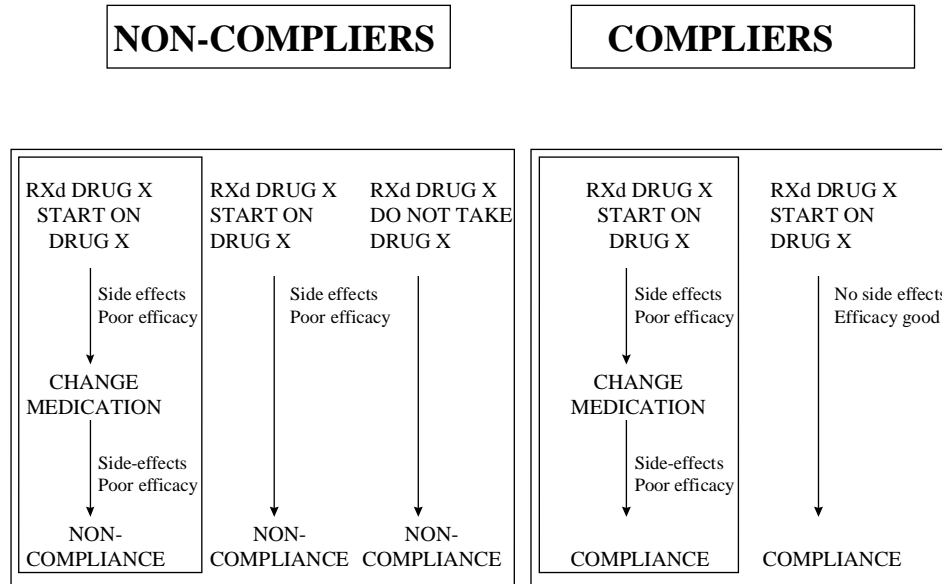 NON-COMPLIERS
COMPLIERS
RXd DRUG X
START ON
DRUG X
Side effects
Poor efficacy
CHANGE
MEDICATION
Side-effects
Poor efficacy
NON-
COMPLIANCE
RXd DRUG X
START ON
DRUG X
Side effects
Poor efficacy
NON-
COMPLIANCE
RXd DRUG X
DO NOT TAKE
DRUG X
NON-
COMPLIANCE
RXd DRUG X
START ON
DRUG X
Side effects
Poor efficacy
CHANGE
MEDICATION
Side-effects
Poor efficacy
COMPLIANCE
RXd DRUG X
START ON
DRUG X
No side effects
Efficacy good
COMPLIANCE